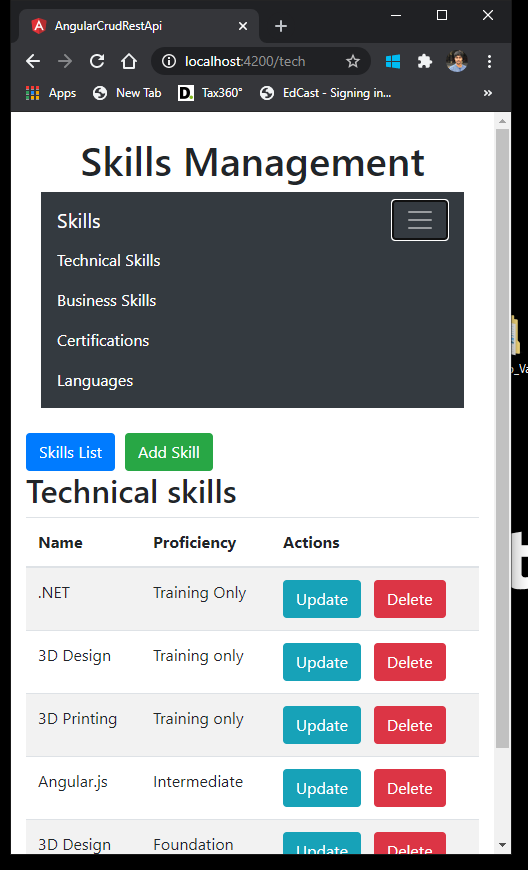 AngularCrudRestApi
localhost:4200/tech
Apps New Tab D. Tax360° EdCast - Signing in... »
Skills Management
Skills
Technical Skills
Business Skills
Certifications
Languages
Skills List Add Skill
Technical skills
Name Proficiency Actions
.NET Training Only Update Delete
3D Design Training only Update Delete
3D Printing Training only Update Delete
Angular.js Intermediate Update Delete
3D Design Foundation Update Delete